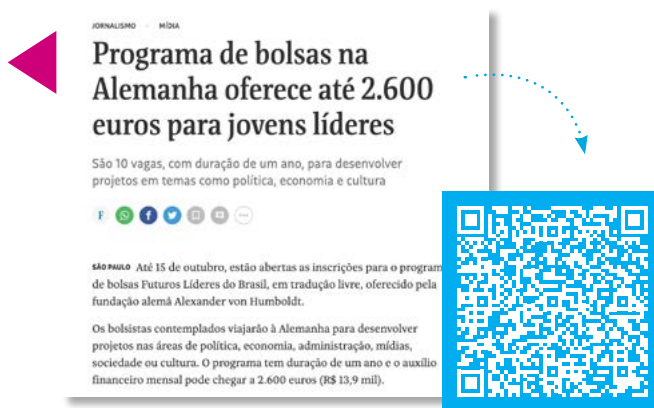 JORNALISMO · MÍDIA
Programa de bolsas na
Alemanha oferece até 2.600
euros para jovens líderes
São 10 vagas, com duração de um ano, para desenvolver
projetos em temas como política, economia e cultura
F
SÃO PAULO Até 15 de outubro, estão abertas as inscrições para o
de bolsas Futuros Líderes do Brasil, em tradução livre, oferecido pela
fundação alemã Alexander von Humboldt.
Os bolsistas contemplados viajarão à Alemanha para desenvolver
projetos nas áreas de política, economia, administração, mídias,
sociedade ou cultura. O programa tem duração de um ano e o auxílio
financeiro mensal pode chegar a 2.600 euros (R$ 13,9 mil).